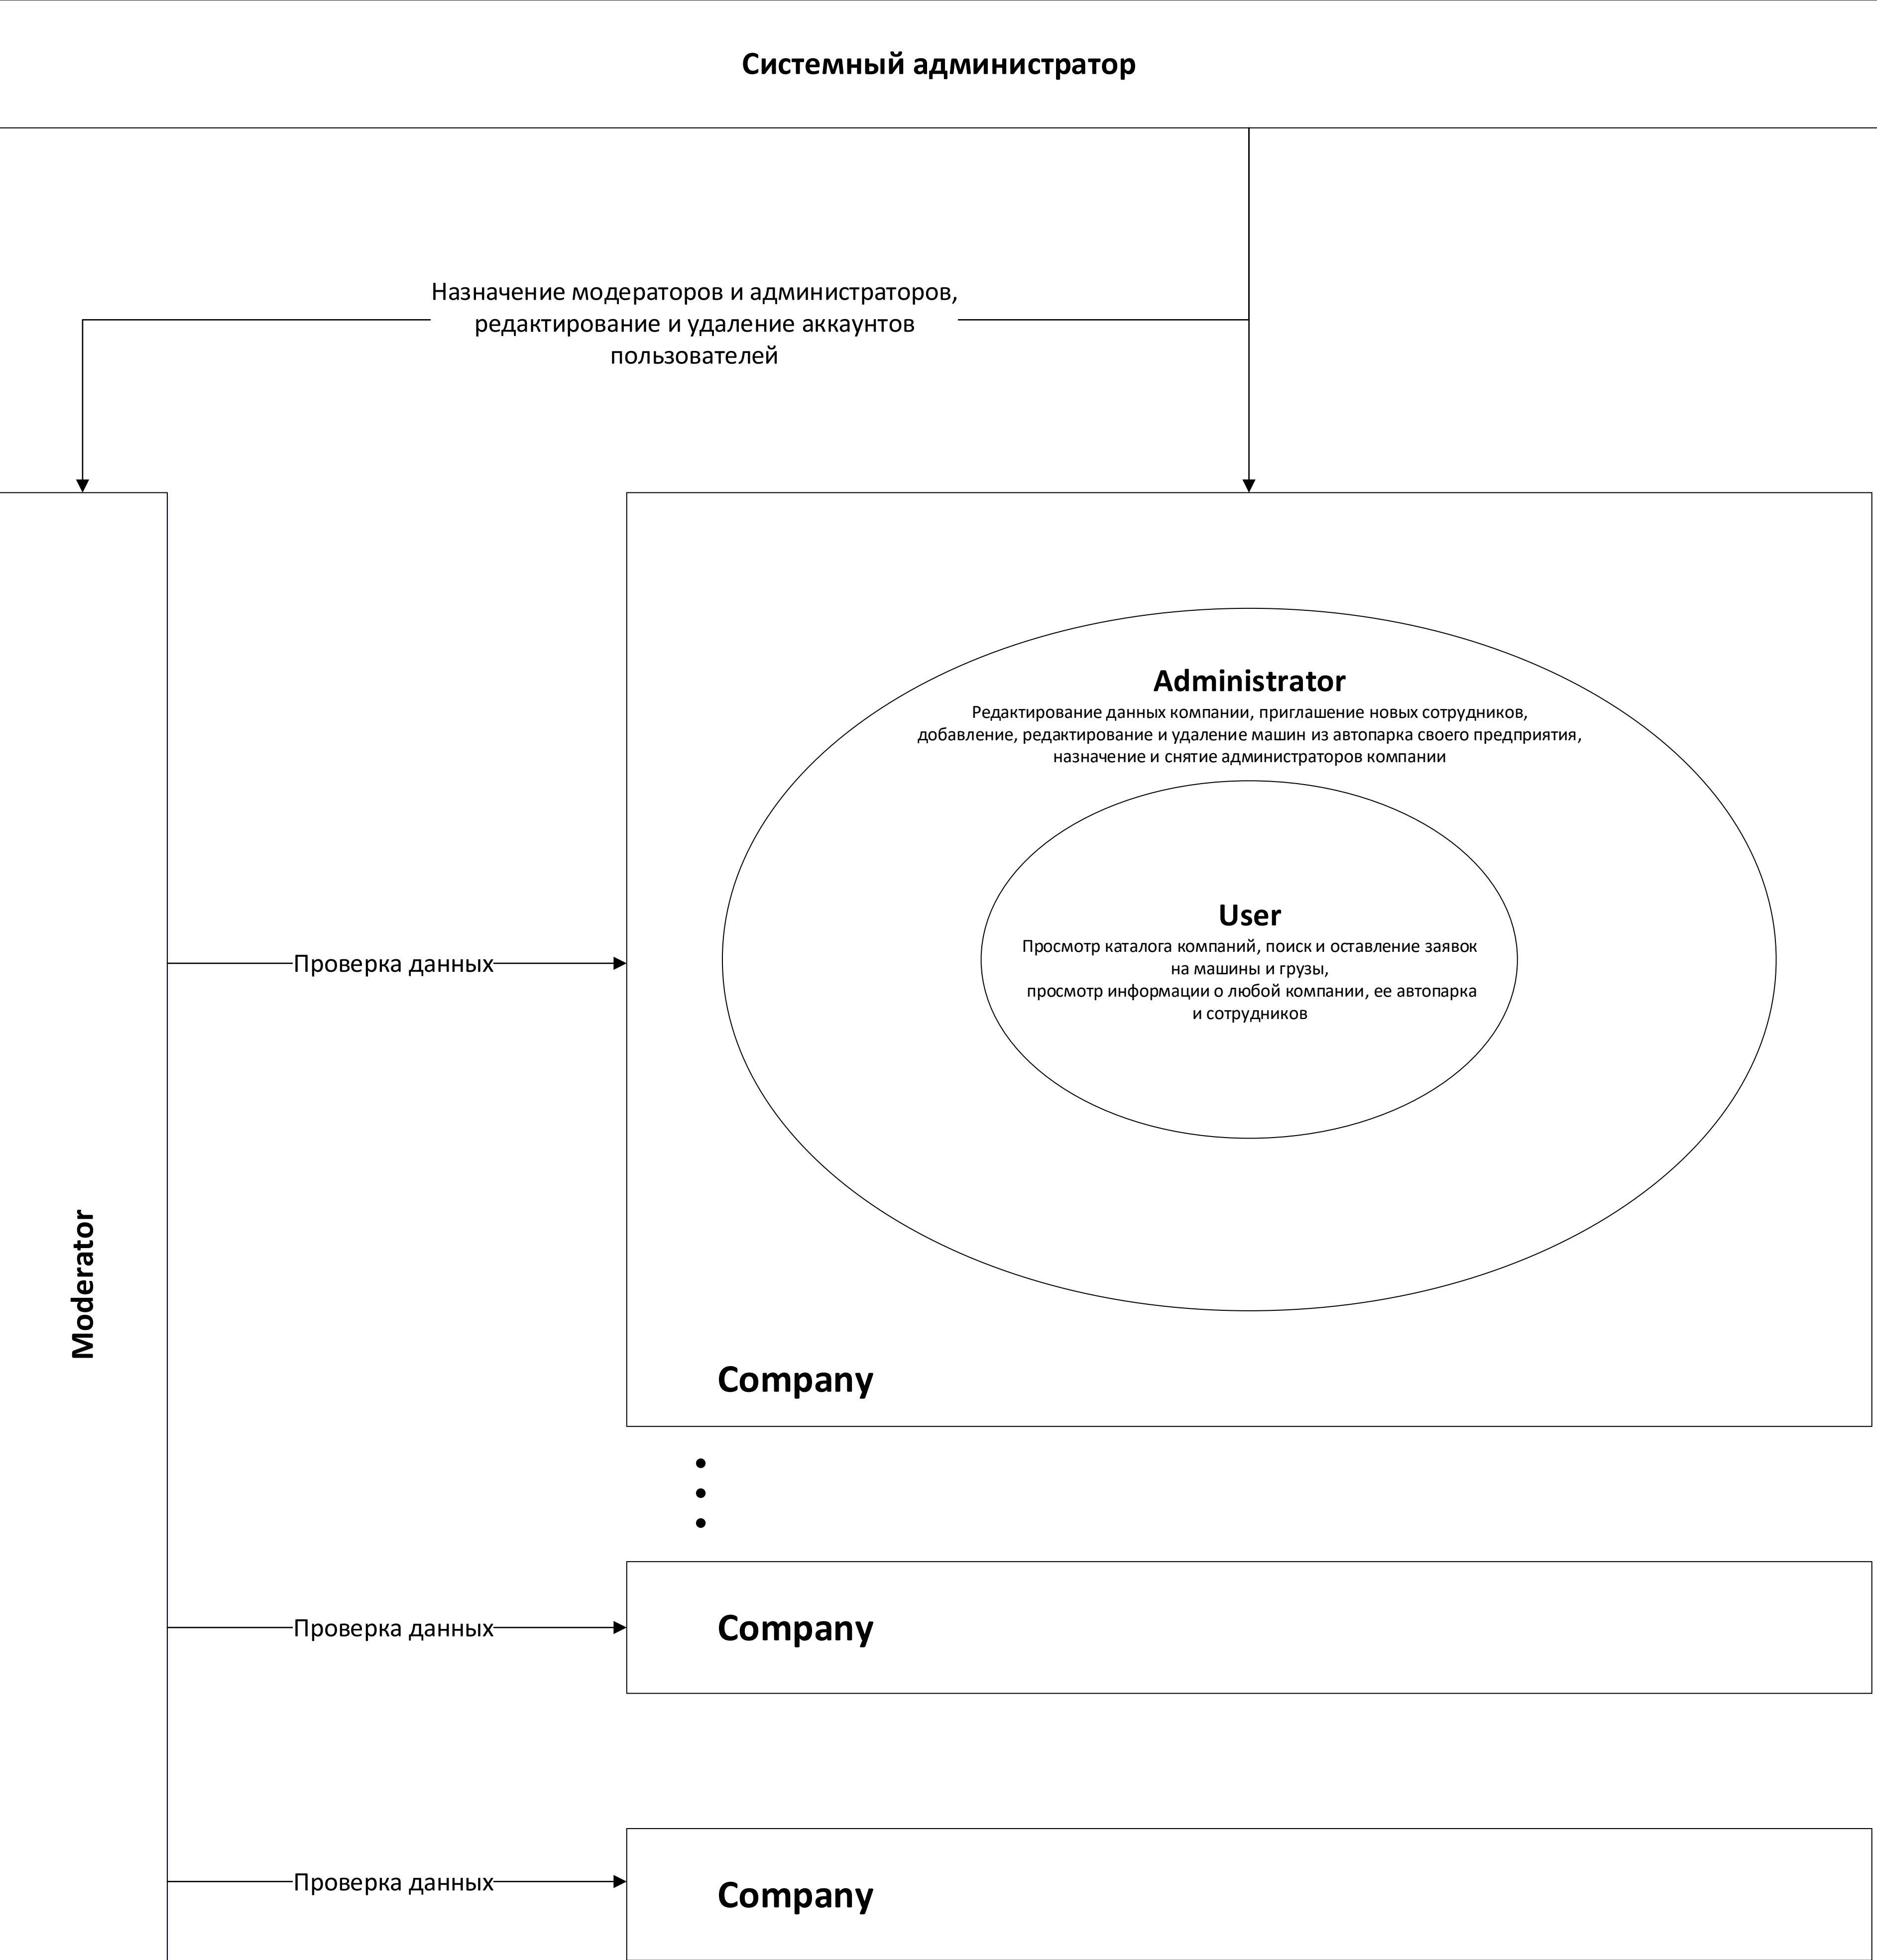 Системный администратор
Назначение модераторов и администраторов,
редактирование и удаление аккаунтов
пользователей
Administrator
Редактирование данных компании, приглашение новых сотрудников,
добавление, редактирование и удаление машин из автопарка своего предприятия,
назначение и снятие администраторов компании
User
Просмотр каталога компаний, поиск и оставление заявок
на машины и грузы,
просмотр информации о любой компании, ее автопарка
и сотрудников
Проверка данных
Moderator
Company
Проверка данных
Company
Проверка данных
Company